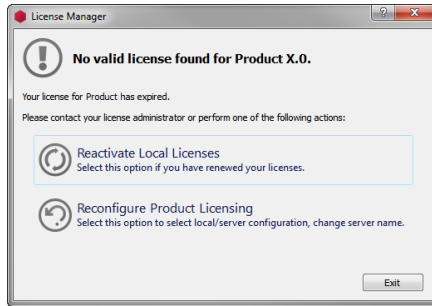 License Manager
No valid license found for Product X.0.
Your license for Product has expired.
Please contact your license administrator or perform one of the following actions:
Reactivate Local Licenses
Select this option if you have renewed your licenses.
Reconfigure Product Licensing
Select this option to select local/server configuration, change server name.
Exit